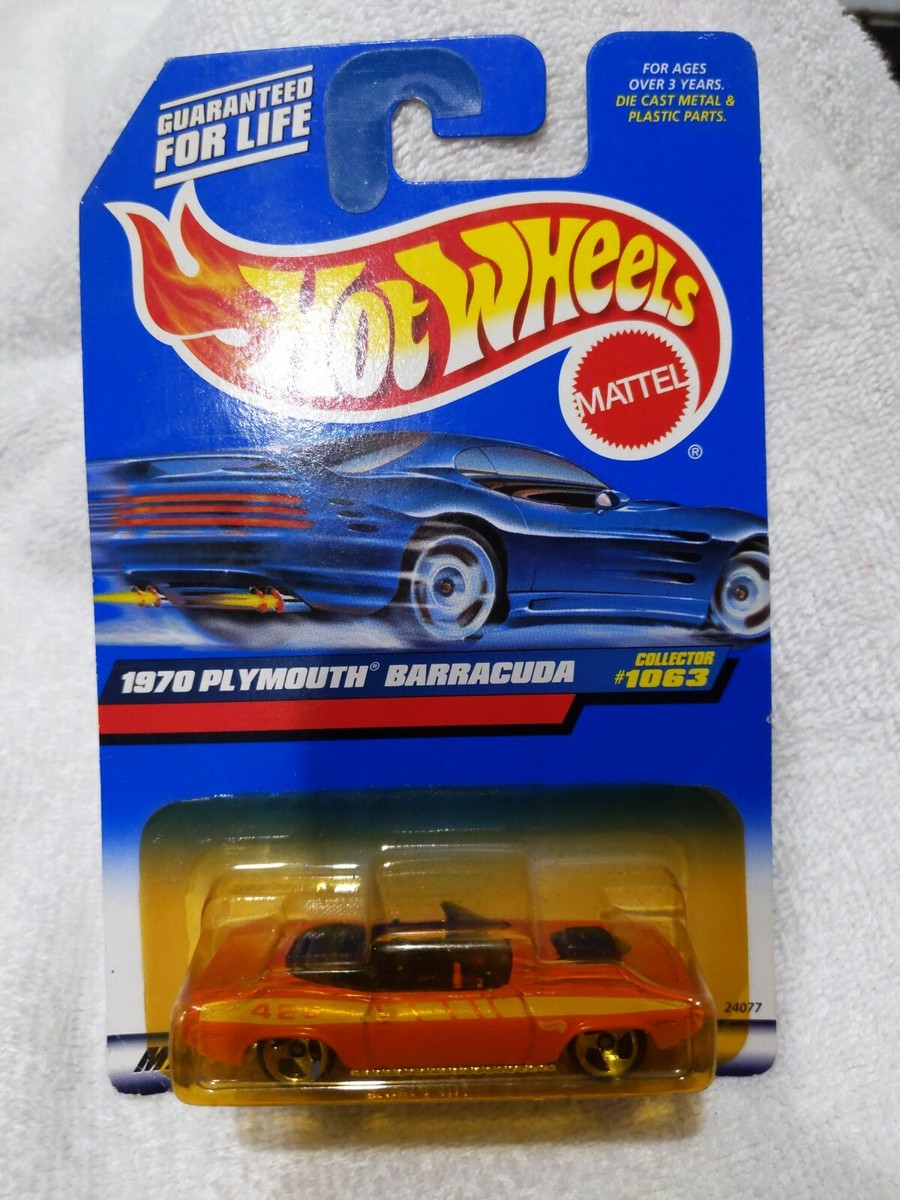 GUARANTEED
FOR LIFE
FOR AGES
OVER 3 YEARS.
DIE CAST METAL &
PLASTIC PARTS.
HOT WHEELS
MATTEL
®
1970 PLYMOUTH® BARRACUDA
COLLECTOR
#1063
24077